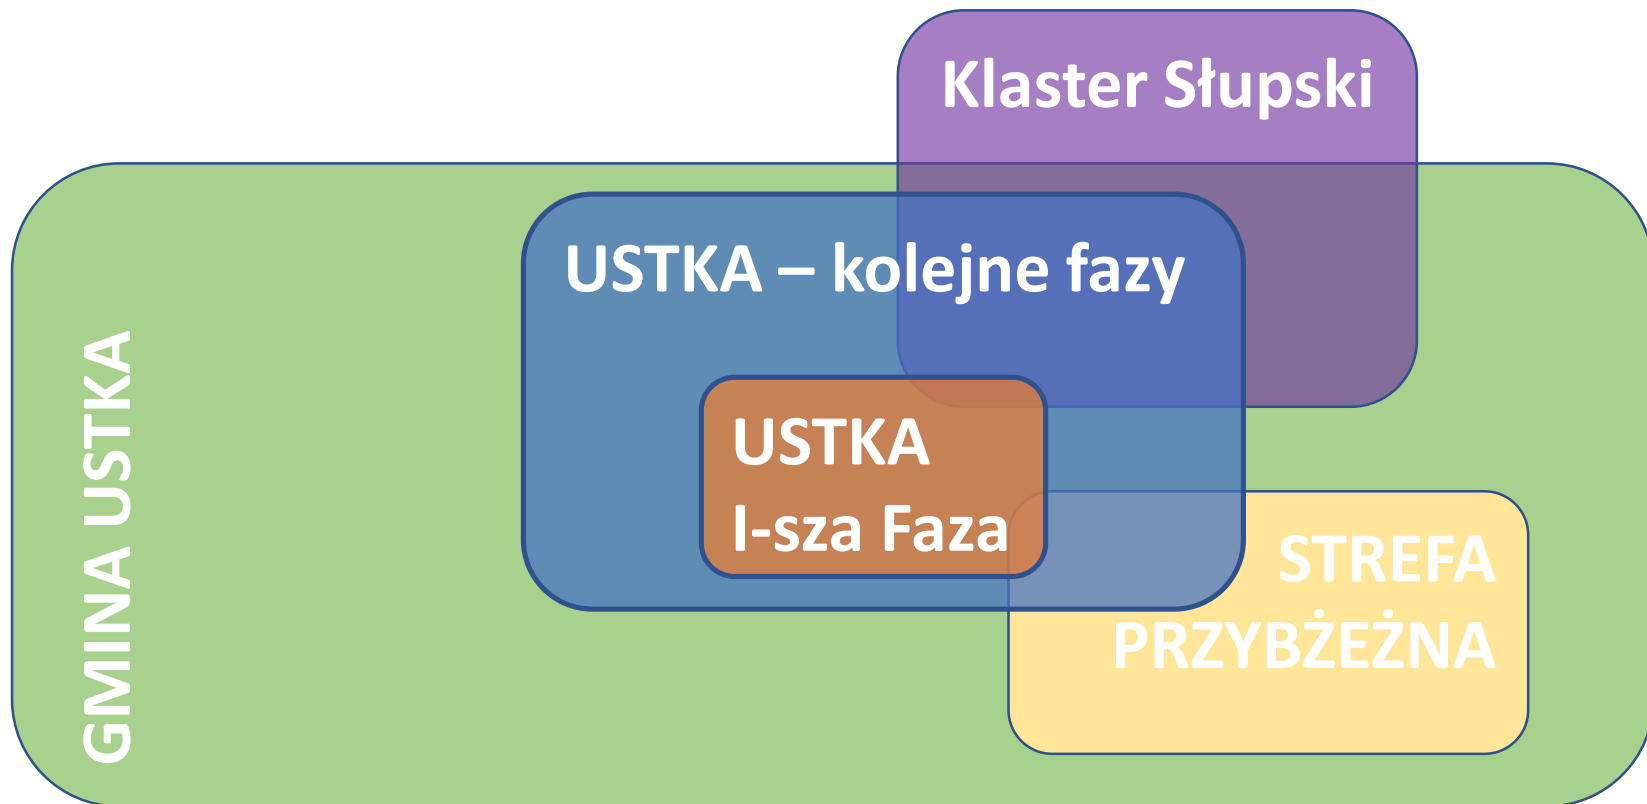 Klaster Słupski
USTKA – kolejne fazy
USTKA
I-sza Faza
STREFA
PRZYBŻEŻNA
GMINA USTKA